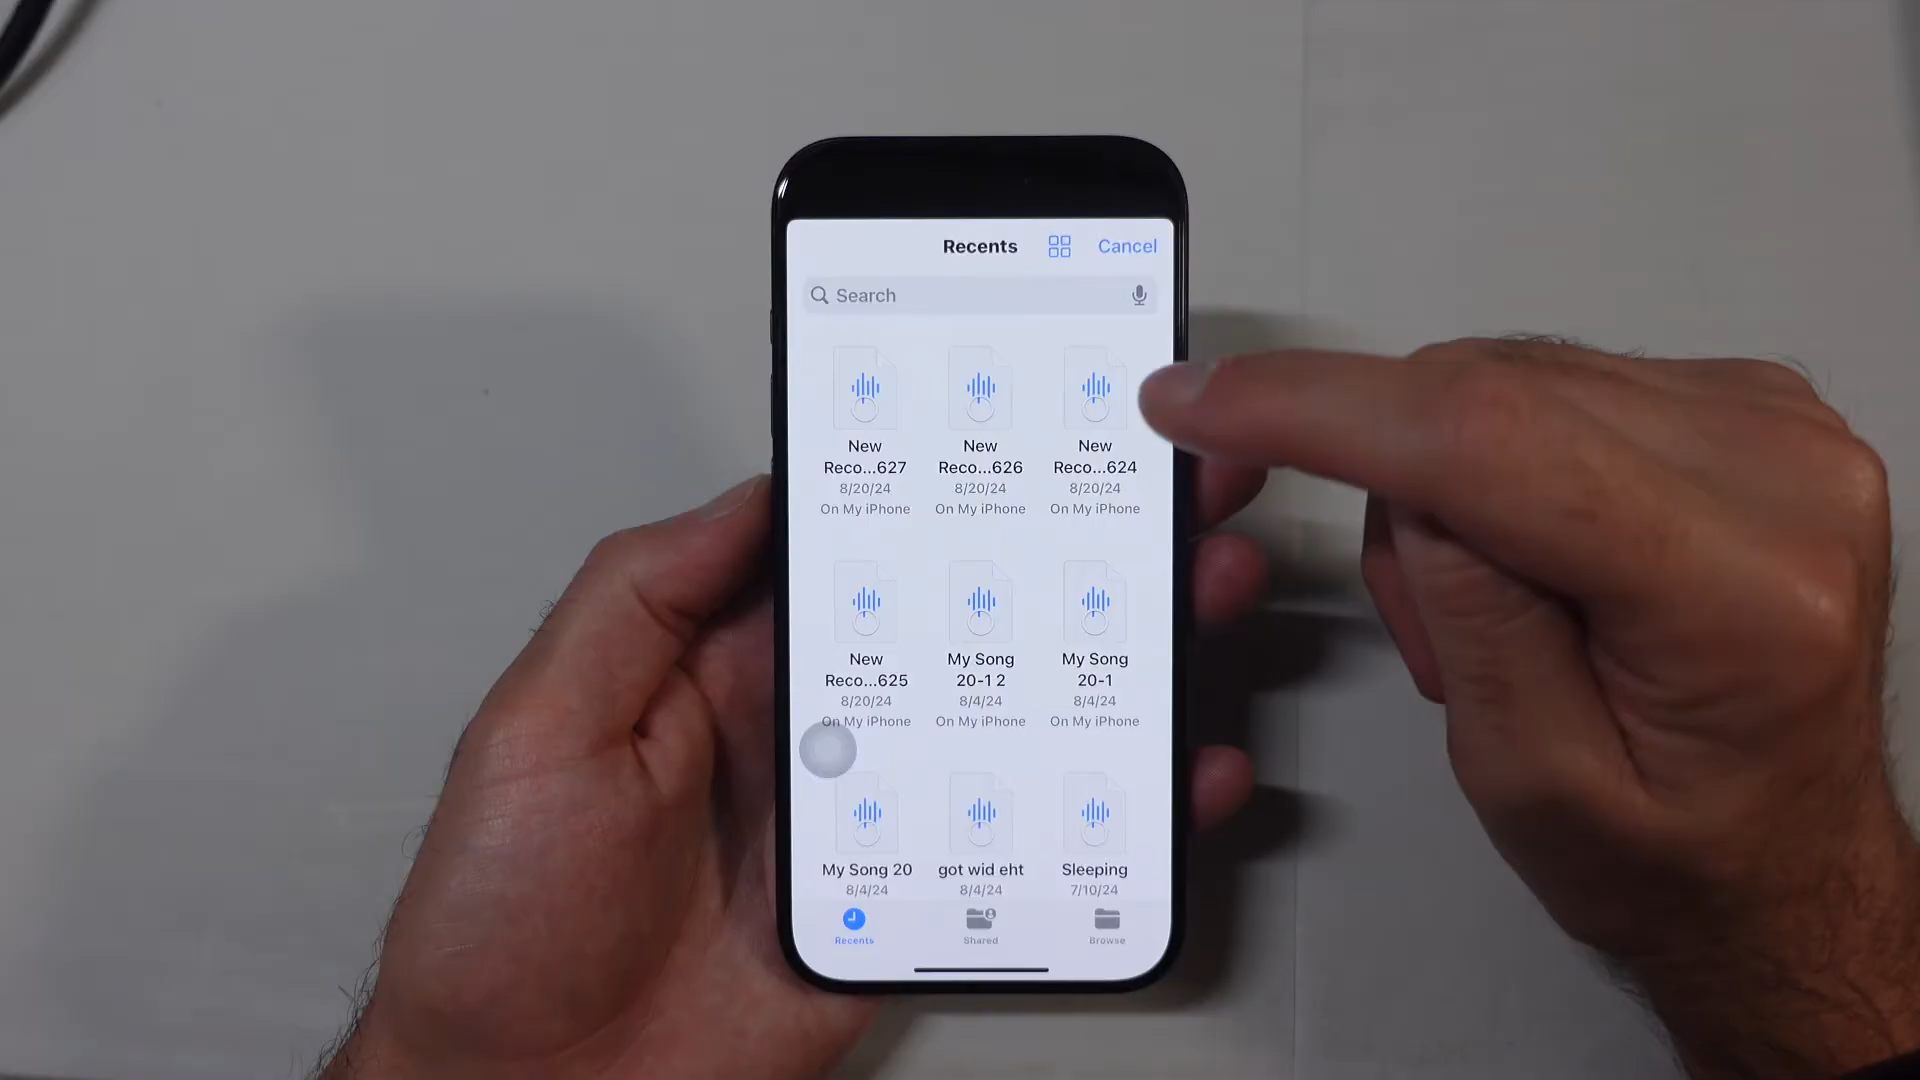 Recents
Cancel
Search
New
Reco...627
8/20/24
On My iPhone
New
Reco...626
8/20/24
On My iPhone
New
Reco...624
8/20/24
On My iPhone
New
Reco...625
8/20/24
On My iPhone
My Song
20-1 2
8/4/24
On My iPhone
My Song
20-1
8/4/24
On My iPhone
My Song 20
8/4/24
got wid eht
8/4/24
Sleeping
7/10/24
Recents
Shared
Browse